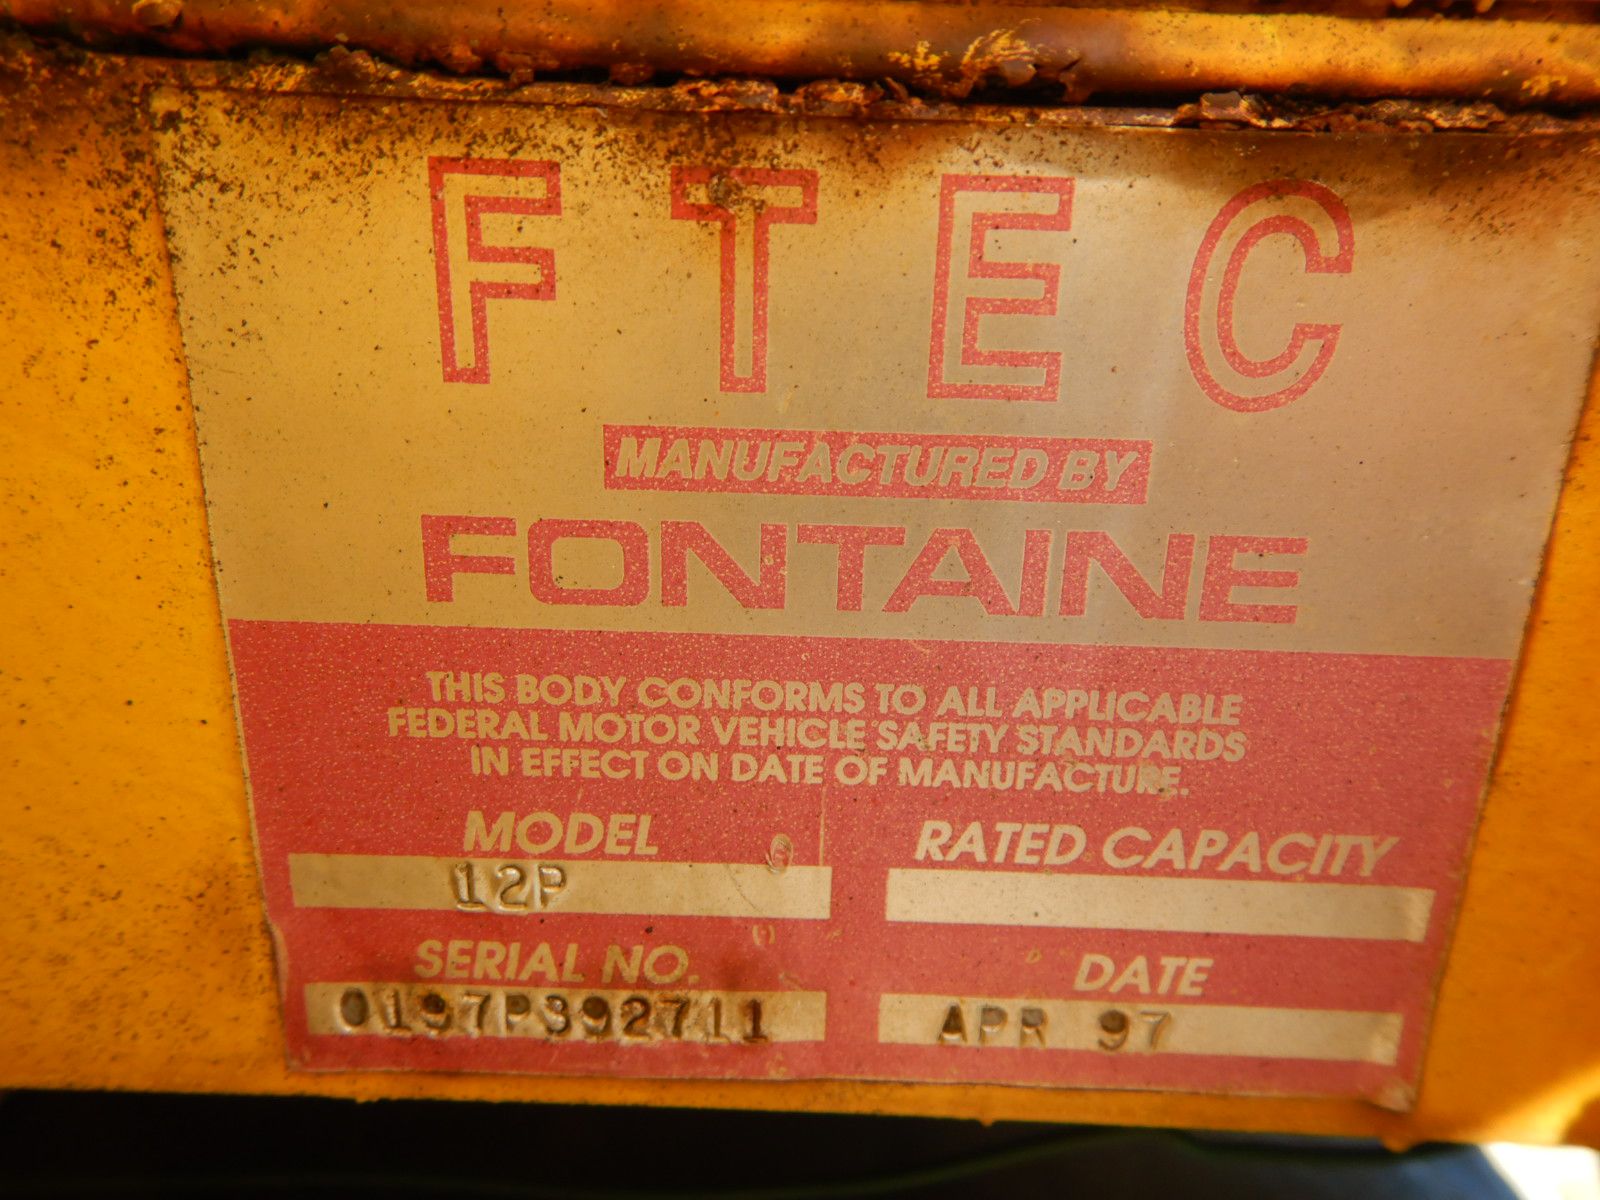 FTEC
MANUFACTURED BY
FONTAINE
THIS BODY CONFORMS TO ALL APPLICABLE
FEDERAL MOTOR VEHICLE SAFETY STANDARDS
IN EFFECT ON DATE OF MANUFACTURE.
MODEL
12P
RATED CAPACITY
SERIAL NO.
0197P392711
DATE
APR 97